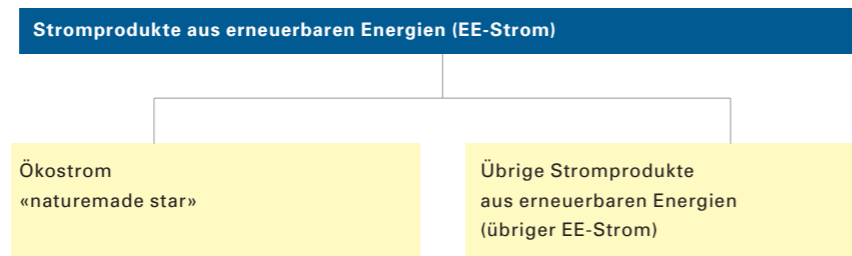 Stromprodukte aus erneuerbaren Energien (EE-Strom)
Ökostrom
«naturemade star»
Übrige Stromprodukte
aus erneuerbaren Energien
(übriger EE-Strom)